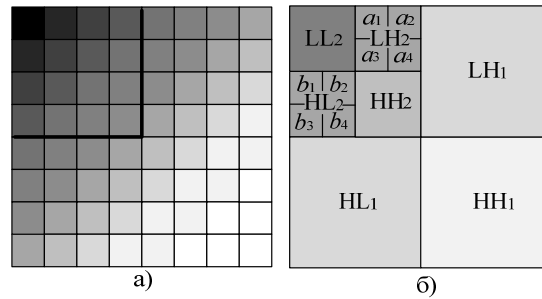 LL2
a1 a2
LH2
a3 a4
LH1
b1 b2
HL2
b3 b4
HH2
HL1
HH1
а)
б)